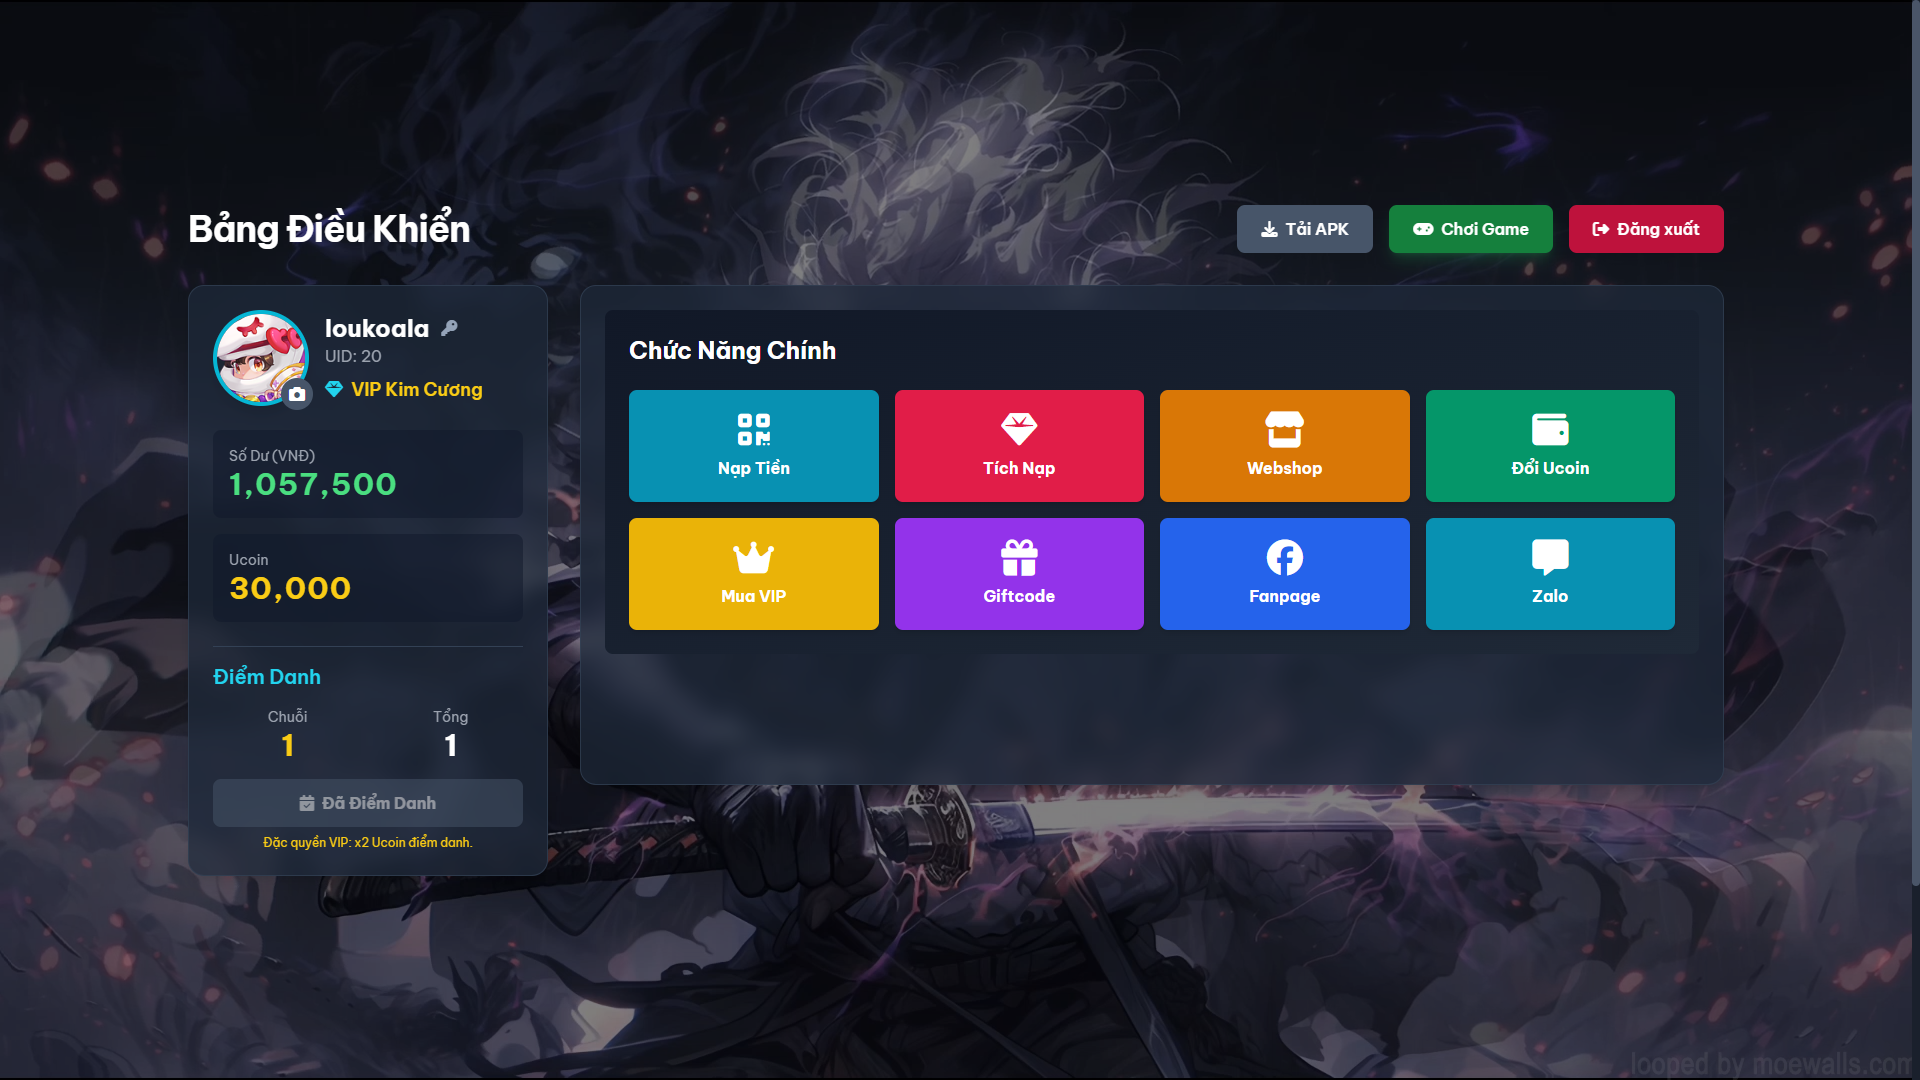 Bảng Điều Khiển
Tải APK
Chơi Game
Đăng xuất
loukoala
UID: 20
VIP Kim Cương
Số Dư (VNĐ)
1,057,500
Ucoin
30,000
Điểm Danh
Chuỗi
Tổng
1
1
Đã Điểm Danh
Đặc quyền VIP: x2 Ucoin điểm danh.
Chức Năng Chính
Nạp Tiền
Tích Nạp
Webshop
Đổi Ucoin
Mua VIP
Giftcode
Fanpage
Zalo
looped by moewalls.com